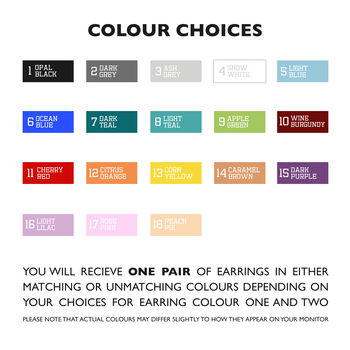 COLOUR CHOICES
1 OPAL BLACK
2 DARK GREY
3 ASH GREY
4 SNOW WHITE
5 LIGHT BLUE
6 OCEAN BLUE
7 DARK TEAL
8 LIGHT TEAL
9 APPLE GREEN
10 WINE BURGUNDY
11 CHERRY RED
12 CITRUS ORANGE
13 CORN YELLOW
14 CARAMEL BROWN
15 DARK PURPLE
16 LIGHT LILAC
17 ROSE PINK
18 PEACH PIE
YOU WILL RECIEVE ONE PAIR OF EARRINGS IN EITHER
MATCHING OR UNMATCHING COLOURS DEPENDING ON
YOUR CHOICES FOR EARRING COLOUR ONE AND TWO
PLEASE NOTE THAT ACTUAL COLOURS MAY DIFFER SLIGHTLY TO HOW THEY APPEAR ON YOUR MONITOR